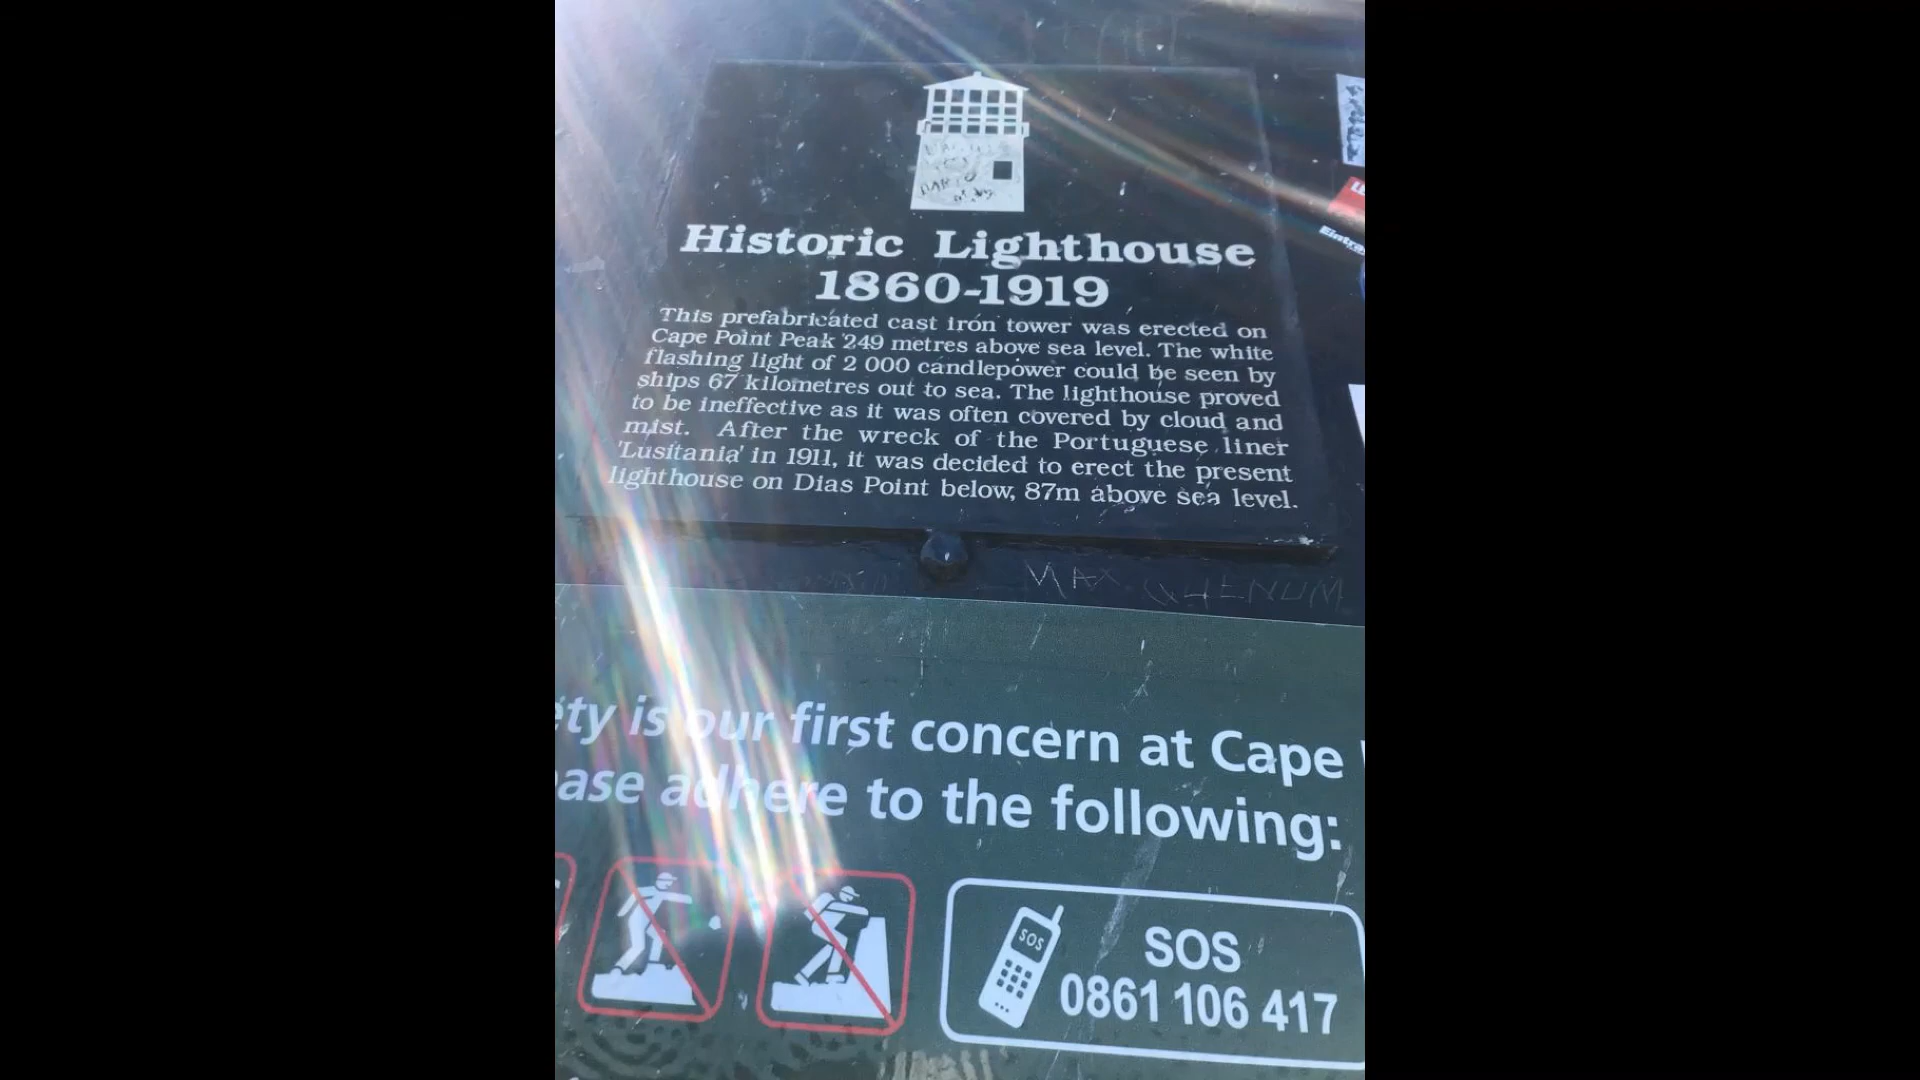 Historic Lighthouse
1860-1919
This prefabricated cast iron tower was erected on
Cape Point Peak 249 metres above sea level. The white
flashing light of 2 000 candlepower could be seen by
ships 67 kilometres out to sea. The lighthouse proved
to be ineffective as it was often covered by cloud and
mist. After the wreck of the Portuguese liner
'Lusitania' in 1911, it was decided to erect the present
lighthouse on Dias Point below, 87m above sea level.
MAX
ty is our first concern at Cape
ase adhere to the following:
SOS
SOS
0861 106 417